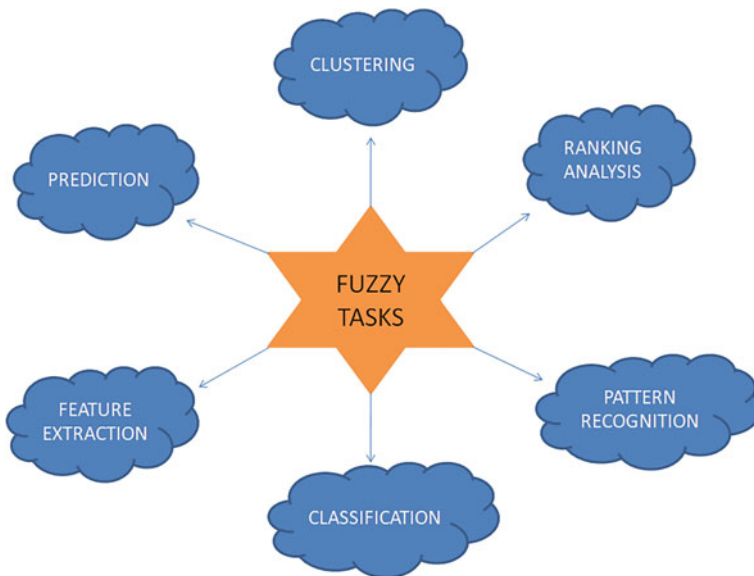 CLUSTERING
RANKING
ANALYSIS
PREDICTION
FUZZY
TASKS
FEATURE
EXTRACTION
PATTERN
RECOGNITION
CLASSIFICATION